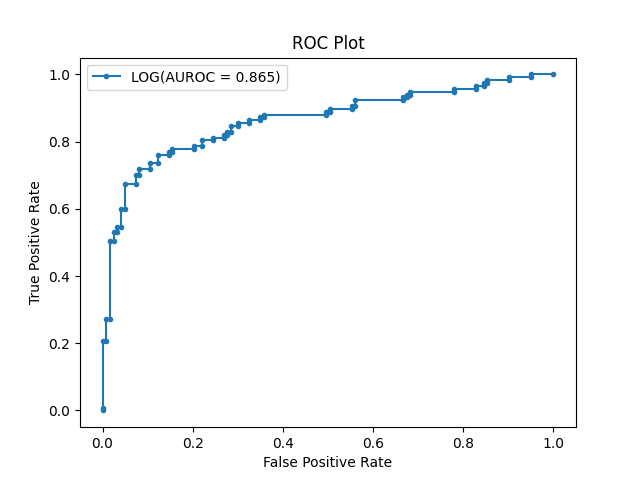 ROC Plot
LOG(AUROC = 0.865)
True Positive Rate
1.0
0.8
0.6
0.4
0.2
0.0
0.0 0.2 0.4 0.6 0.8 1.0
False Positive Rate